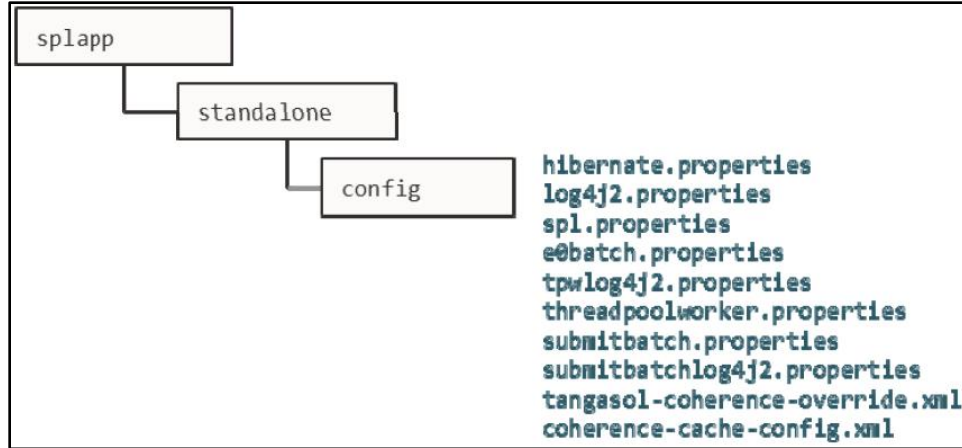 splapp
standalone
config
hibernate.properties
log4j2.properties
spl.properties
e0batch.properties
tpwlog4j2.properties
threadpoolworker.properties
submitbatch.properties
submitbatchlog4j2.properties
tangasol-coherence-override.xml
coherence-cache-config.xml